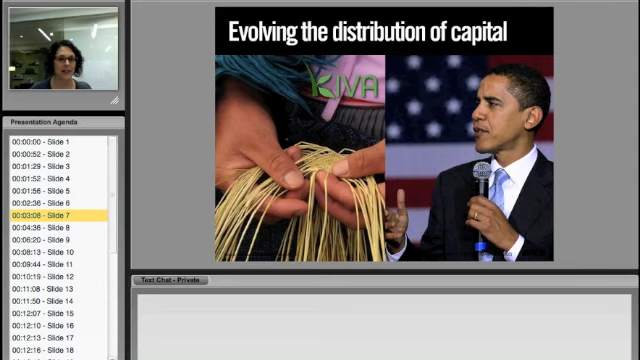 Evolving the distribution of capital
KIVA
Presentation Agenda
00:00:00 - Slide 1
00:00:52 - Slide 2
00:01:29 - Slide 3
00:01:52 - Slide 4
00:01:56 - Slide 5
00:02:36 - Slide 6
00:03:08 - Slide 7
00:04:36 - Slide 8
00:06:20 - Slide 9
00:08:13 - Slide 10
00:09:44 - Slide 11
00:10:19 - Slide 12
00:11:08 - Slide 13
00:11:50 - Slide 14
00:12:07 - Slide 15
00:12:10 - Slide 16
00:12:13 - Slide 17
00:12:16 - Slide 18
Text Chat - Private